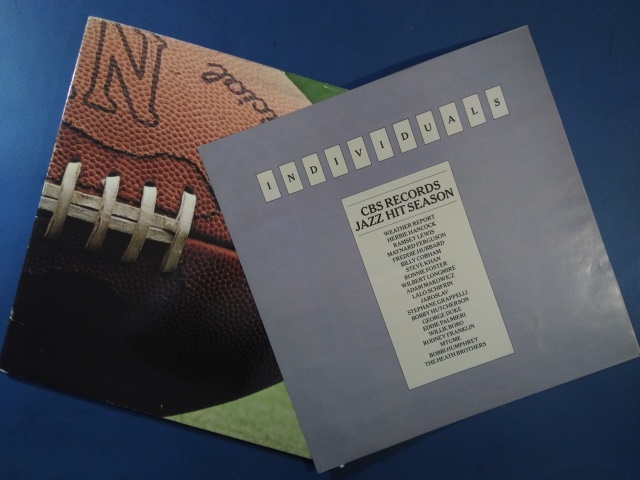 N
icial
INDIVIDUALS
CBS RECORDS
JAZZ HIT SEASON
WEATHER REPORT
HERBIE HANCOCK
RAMSEY LEWIS
MAYNARD FERGUSON
FREDDIE HUBBARD
BILLY COBHAM
STEVE KHAN
RONNIE FOSTER
WILBERT LONGMIRE
ADAM MAKOWICZ
LALO SCHIFRIN
JAROSLAV
STEPHANE GRAPPELLI
BOBBY HUTCHERSON
GEORGE DUKE
EDDIE PALMIERI
WILLIE BOBO
RODNEY FRANKLIN
MTUME
BOBBI HUMPHREY
THE HEATH BROTHERS